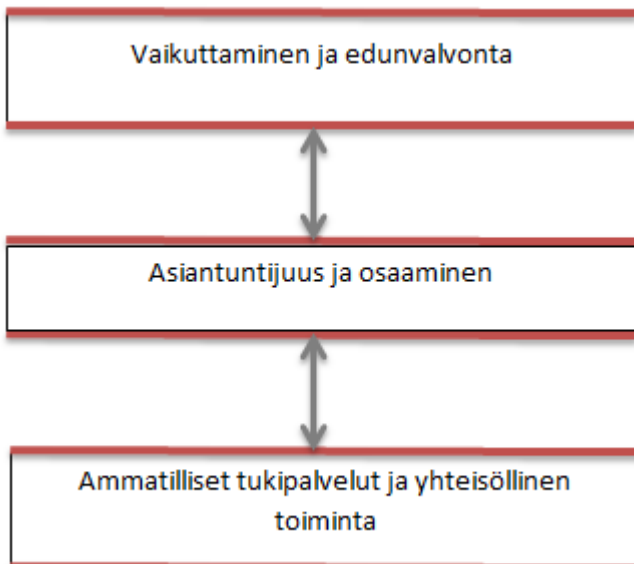 Vaikuttaminen ja edunvalvonta
Asiantuntijuus ja osaaminen
Ammatilliset tukipalvelut ja yhteisöllinen
toiminta